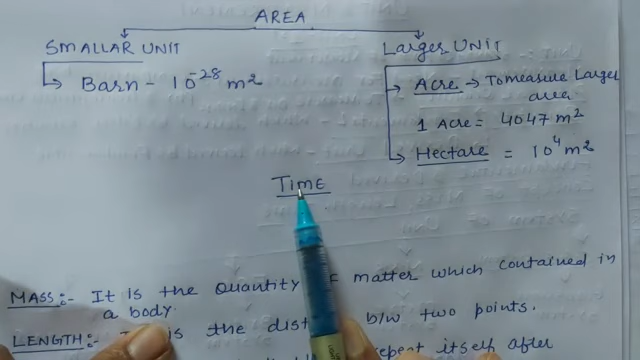 AREA
SMALLAR UNIT
Barn - 10⁻²⁸ m²
Larger UNIT
Acre → To measure Larger
area
1 Acre = 4047 m²
Hectare = 10⁴ m²
Time
MASS:- It is the Quantity matter which contained in
a body.
LENGTH:- is the b/w two points.
repeat itself after